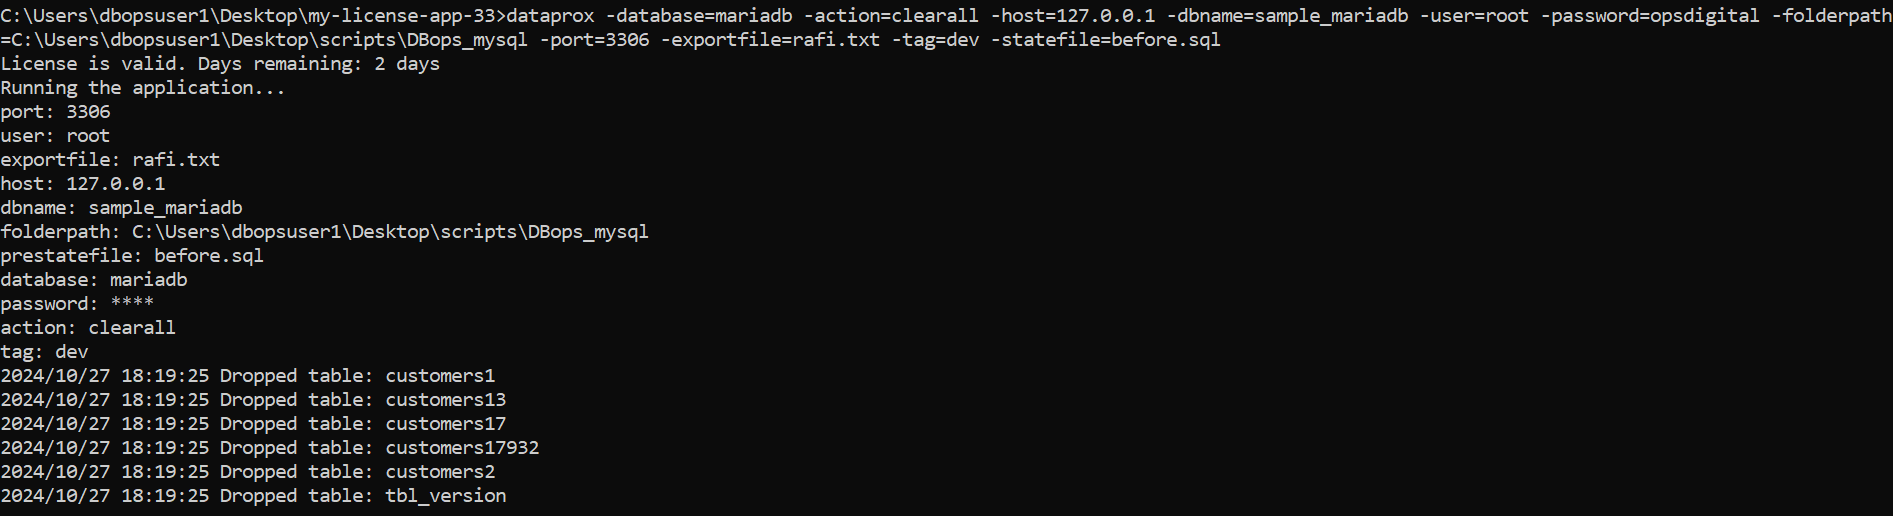 C:\Users\dbopsuser1\Desktop\my-license-app-33>dataprox -database=mariadb -action=clearall -host=127.0.0.1 -dbname=sample_mariadb -user=root -password=opsdigital -folderpath
=C:\Users\dbopsuser1\Desktop\scripts\DBops_mysql -port=3306 -exportfile=rafi.txt -tag=dev -statefile=before.sql
License is valid. Days remaining: 2 days
Running the application...
port: 3306
user: root
exportfile: rafi.txt
host: 127.0.0.1
dbname: sample_mariadb
folderpath: C:\Users\dbopsuser1\Desktop\scripts\DBops_mysql
prestatefile: before.sql
database: mariadb
password: ****
action: clearall
tag: dev
2024/10/27 18:19:25 Dropped table: customers1
2024/10/27 18:19:25 Dropped table: customers13
2024/10/27 18:19:25 Dropped table: customers17
2024/10/27 18:19:25 Dropped table: customers17932
2024/10/27 18:19:25 Dropped table: customers2
2024/10/27 18:19:25 Dropped table: tbl_version